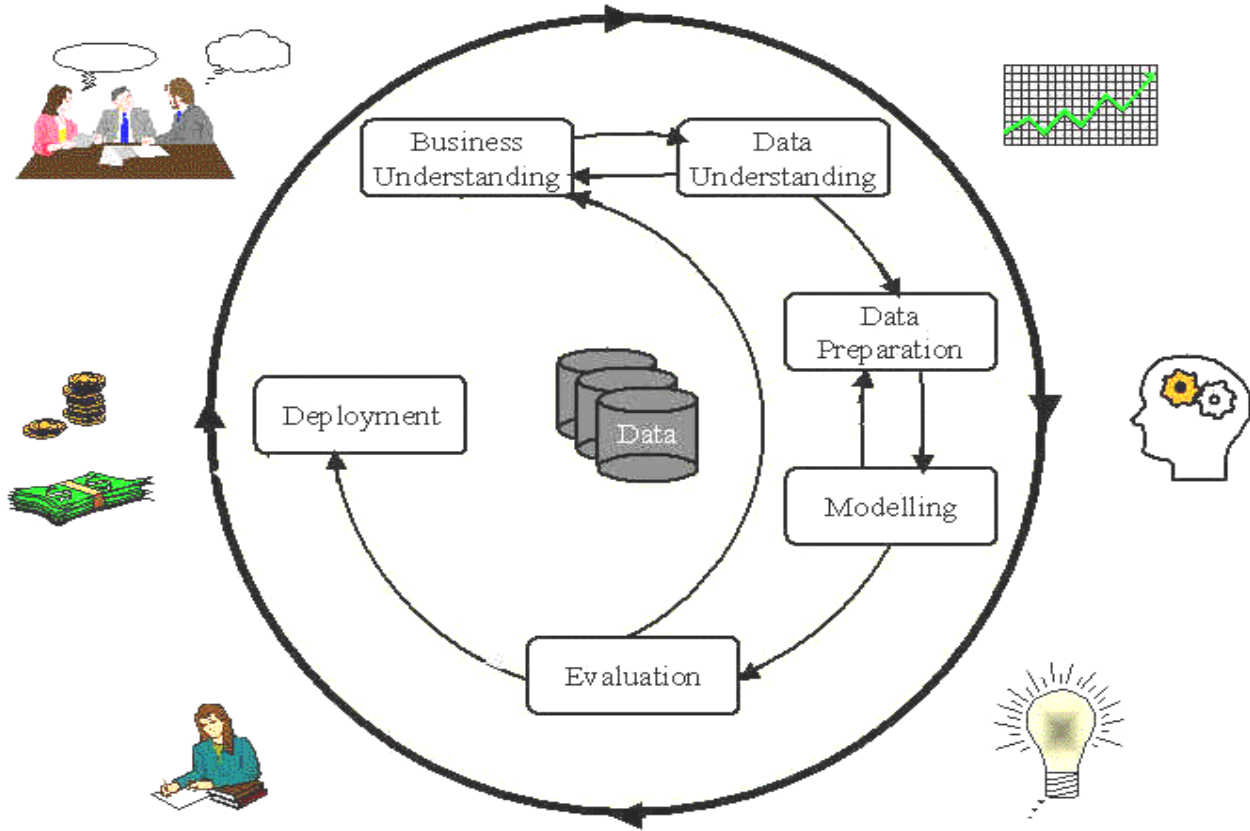 Business
Understanding
Data
Understanding
Data
Preparation
Deployment
Data
Modelling
Evaluation